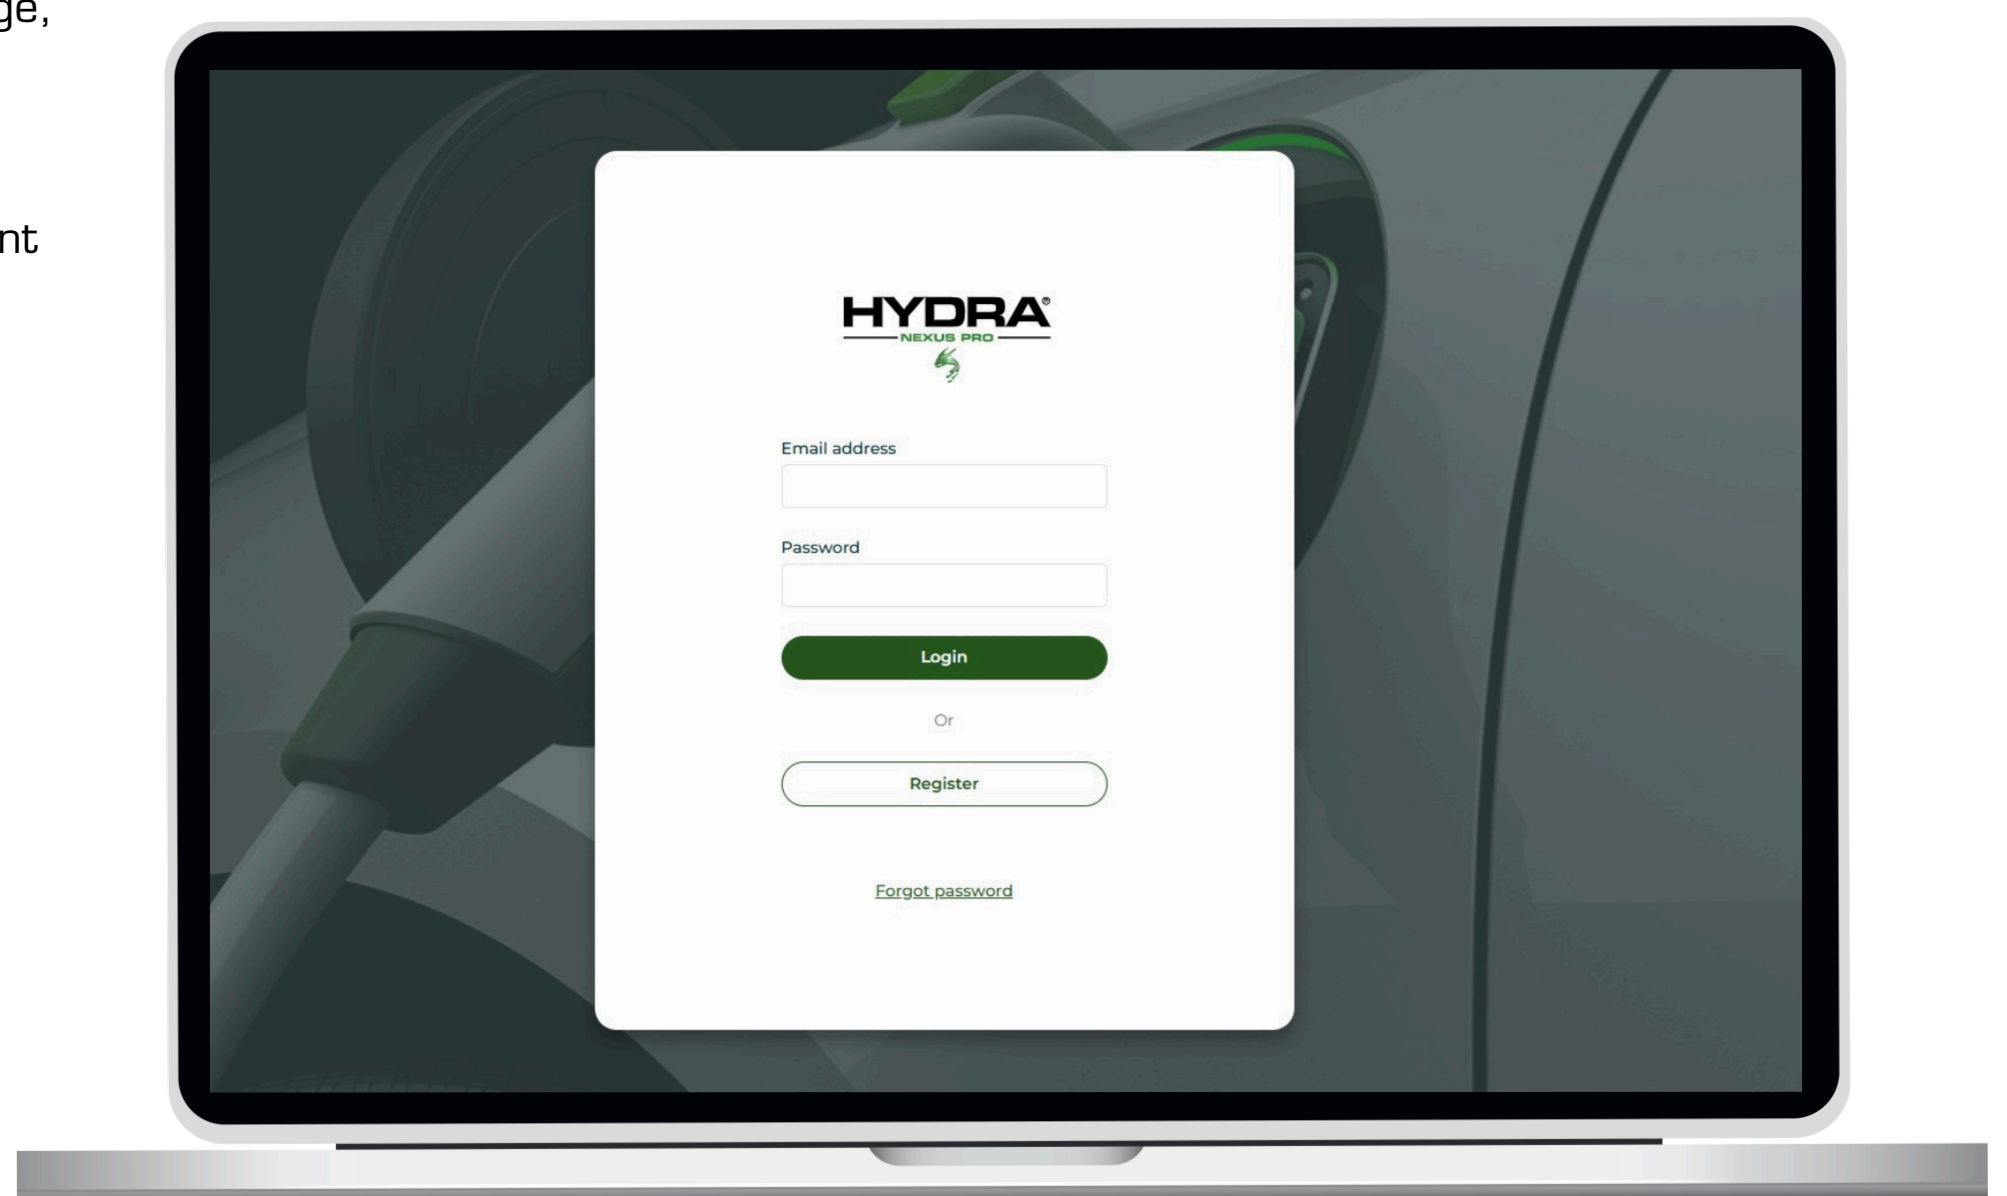 ge,
nt
HYDRA®
NEXUS PRO
Email address
Password
Login
Or
Register
Forgot password